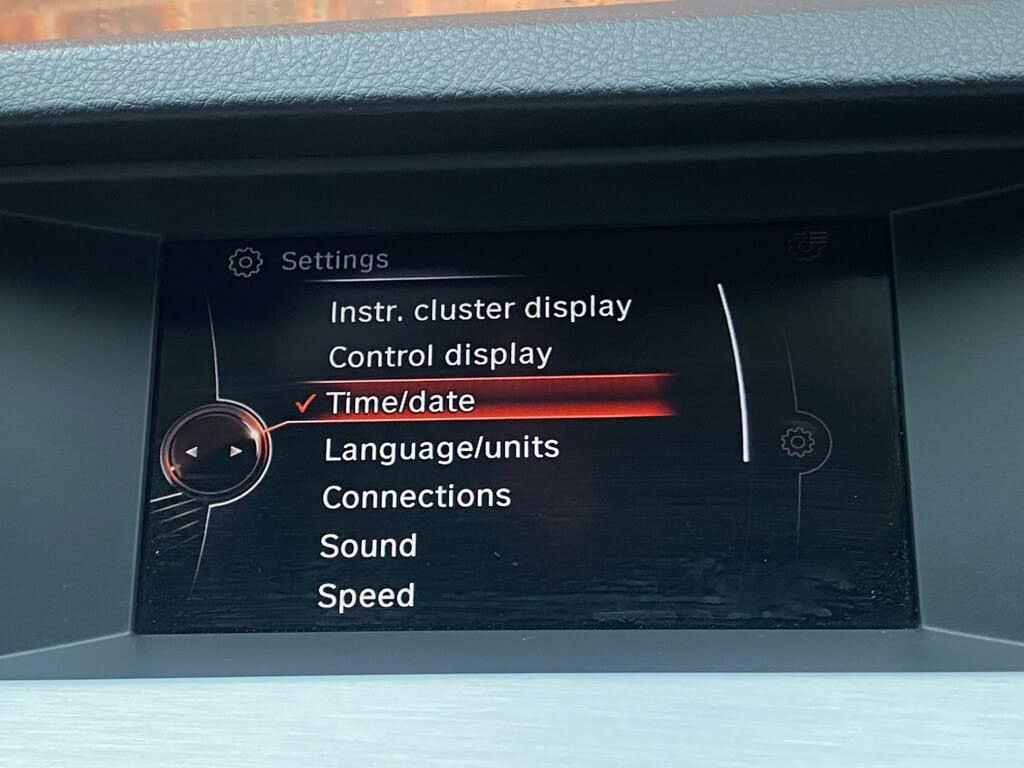 Settings
Instr. cluster display
Control display
Time/date
Language/units
Connections
Sound
Speed